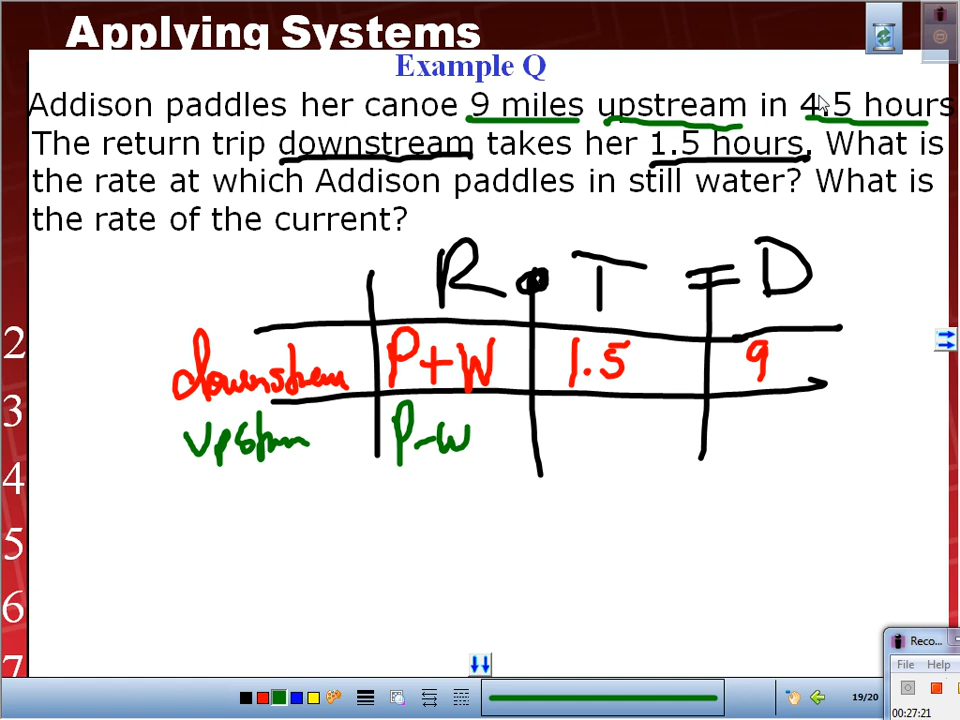 Applying Systems
Example Q
Addison paddles her canoe 9 miles upstream in 4.5 hours
The return trip downstream takes her 1.5 hours. What is
the rate at which Addison paddles in still water? What is
the rate of the current?
R • T = D
downstream P+W 1.5 9
upstream P-W
2
3
4
5
6
7
Reco...
File Help
19/20
00:27:21